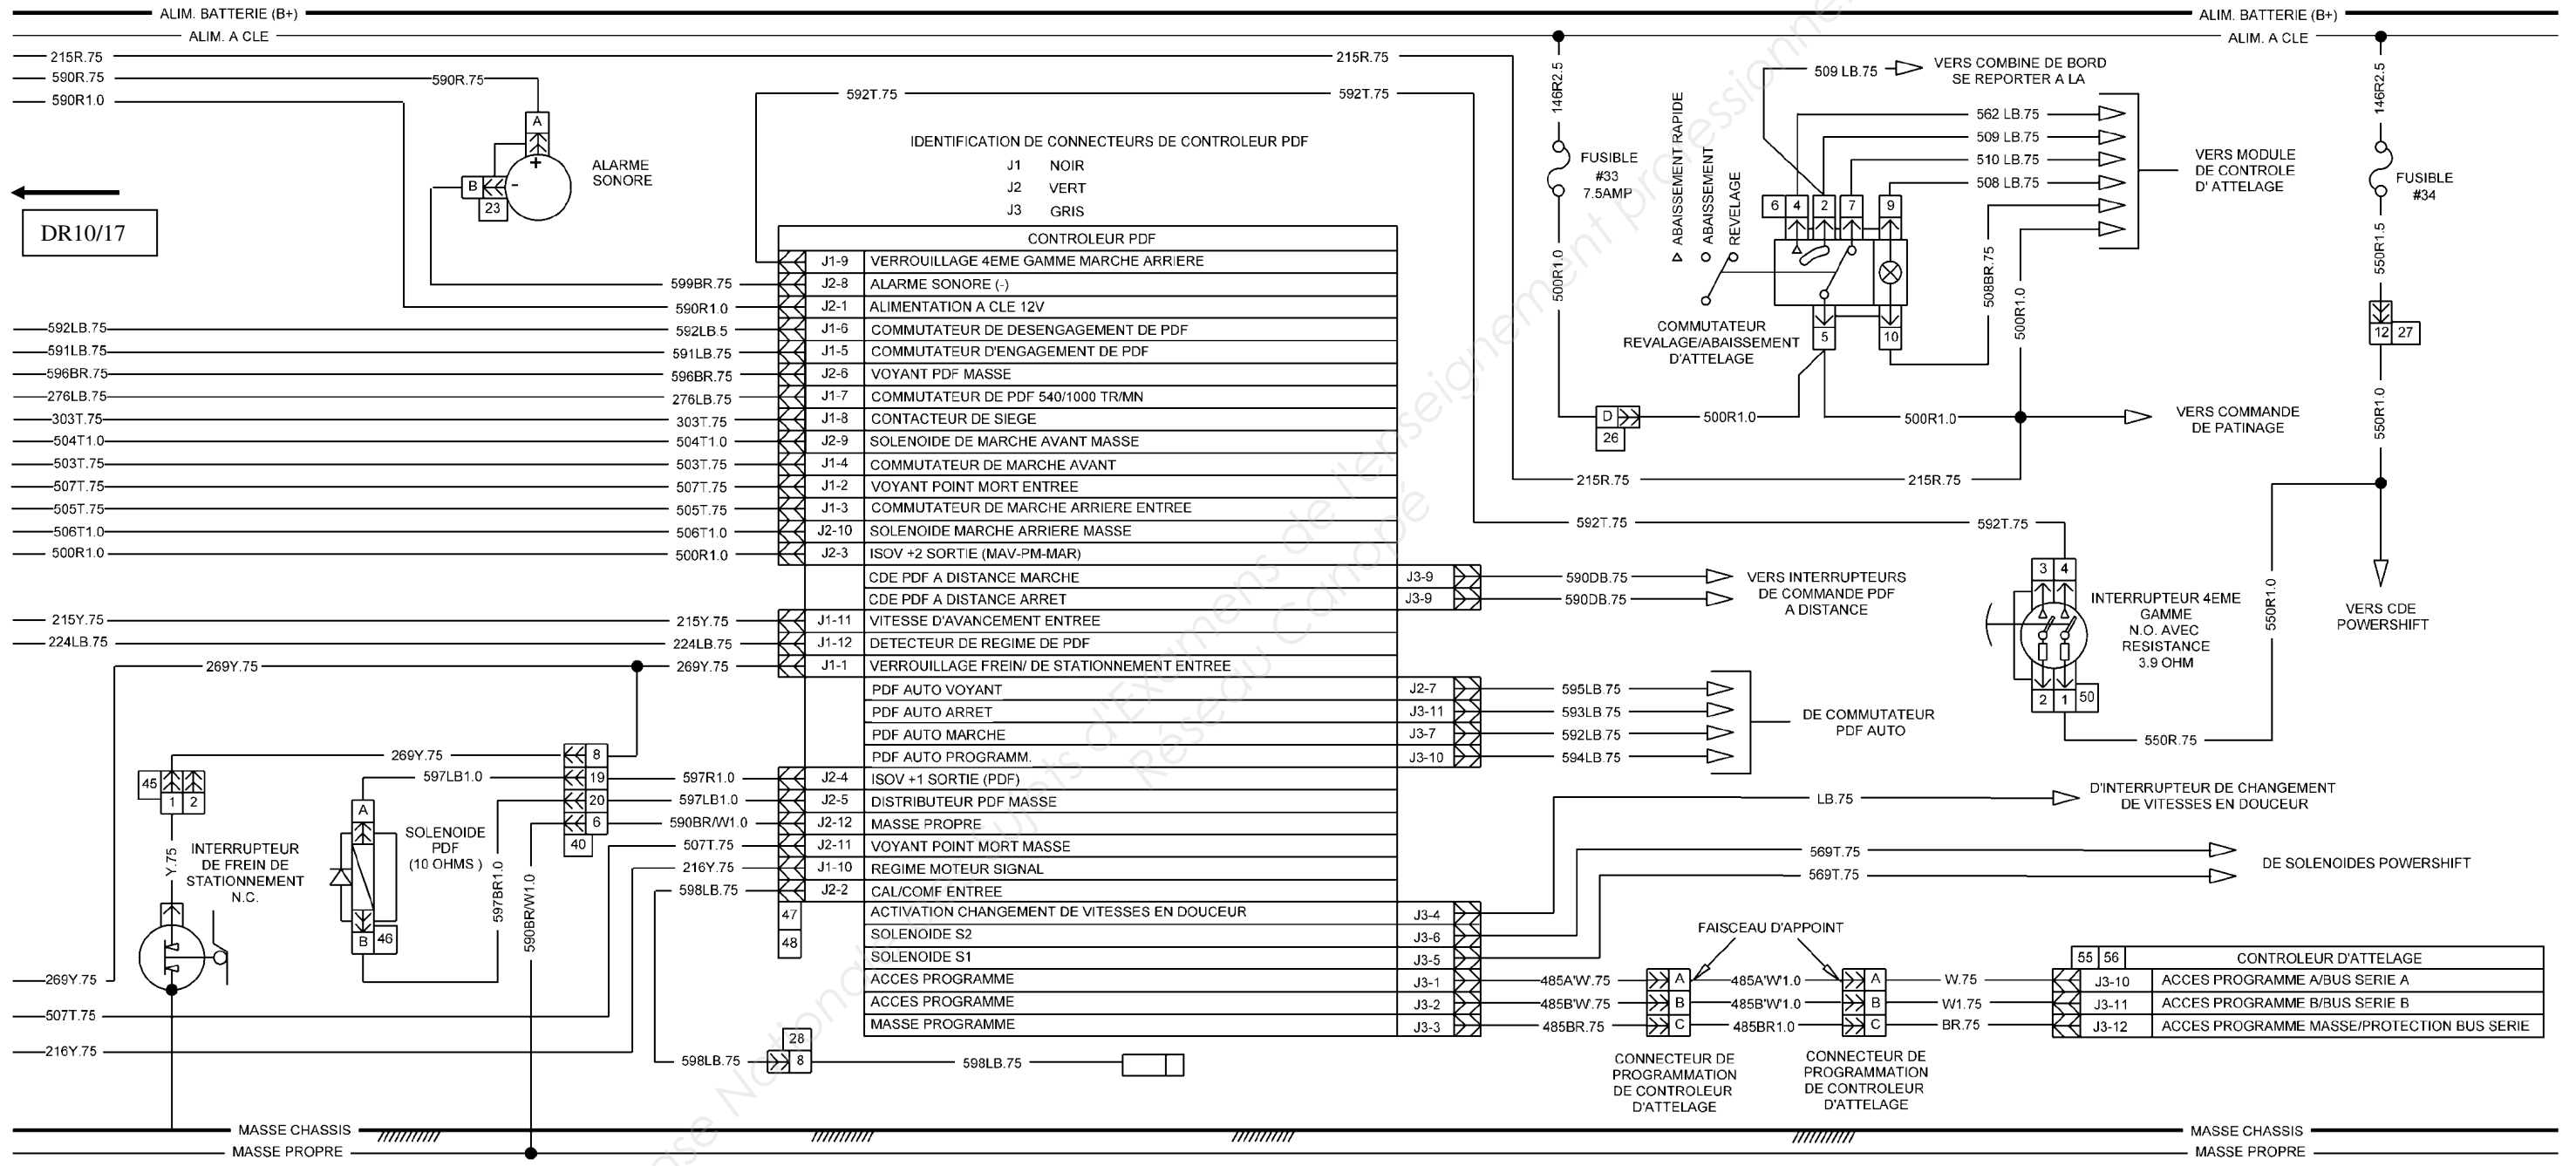 ALIM. BATTERIE (B+)
ALIM. BATTERIE (B+)
ALIM. A CLE
ALIM. A CLE
215R.75
215R.75
590R.75
590R.75
590R1.0
592T.75
592T.75
A
B
23
ALARME
SONORE
DR10/17
IDENTIFICATION DE CONNECTEURS DE CONTROLEUR PDF
J1 NOIR
J2 VERT
J3 GRIS
CONTROLEUR PDF
J1-9 VERROUILLAGE 4EME GAMME MARCHE ARRIERE
599BR.75 J2-8 ALARME SONORE (-)
590R1.0 J2-1 ALIMENTATION A CLE 12V
592LB.75 592LB.5 J1-6 COMMUTATEUR DE DESENGAGEMENT DE PDF
591LB.75 591LB.75 J1-5 COMMUTATEUR D'ENGAGEMENT DE PDF
596BR.75 596BR.75 J2-6 VOYANT PDF MASSE
276LB.75 276LB.75 J1-7 COMMUTATEUR DE PDF 540/1000 TR/MN
303T.75 303T.75 J1-8 CONTACTEUR DE SIEGE
504T1.0 504T1.0 J2-9 SOLENOIDE DE MARCHE AVANT MASSE
503T.75 503T.75 J1-4 COMMUTATEUR DE MARCHE AVANT
507T.75 507T.75 J1-2 VOYANT POINT MORT ENTREE
505T.75 505T.75 J1-3 COMMUTATEUR DE MARCHE ARRIERE ENTREE
506T1.0 506T1.0 J2-10 SOLENOIDE MARCHE ARRIERE MASSE
500R1.0 500R1.0 J2-3 ISOV +2 SORTIE (MAV-PM-MAR)
CDE PDF A DISTANCE MARCHE J3-9 590DB.75
CDE PDF A DISTANCE ARRET J3-9 590DB.75
VERS INTERRUPTEURS
DE COMMANDE PDF
A DISTANCE
215Y.75 215Y.75 J1-11 VITESSE D'AVANCEMENT ENTREE
224LB.75 224LB.75 J1-12 DETECTEUR DE REGIME DE PDF
269Y.75 269Y.75 J1-1 VERROUILLAGE FREIN/ DE STATIONNEMENT ENTREE
PDF AUTO VOYANT J2-7 595LB.75
PDF AUTO ARRET J3-11 593LB.75
PDF AUTO MARCHE J3-7 592LB.75
PDF AUTO PROGRAMM. J3-10 594LB.75
DE COMMUTATEUR
PDF AUTO
269Y.75 8
597LB1.0 19 597R1.0 J2-4 ISOV +1 SORTIE (PDF)
20 597LB1.0 J2-5 DISTRIBUTEUR PDF MASSE
6 590BR/W1.0 J2-12 MASSE PROPRE
40 507T.75 J2-11 VOYANT POINT MORT MASSE
216Y.75 J1-10 REGIME MOTEUR SIGNAL
598LB.75 J2-2 CAL/COMF ENTREE
47
48
ACTIVATION CHANGEMENT DE VITESSES EN DOUCEUR J3-4
SOLENOIDE S2 J3-6
SOLENOIDE S1 J3-5
ACCES PROGRAMME J3-1
ACCES PROGRAMME J3-2
MASSE PROGRAMME J3-3
45
1 2
Y.75
INTERRUPTEUR
DE FREIN DE
STATIONNEMENT
N.C.
A
B 46
SOLENOIDE
PDF
(10 OHMS )
597BR1.0
590BR/W1.0
269Y.75
507T.75
216Y.75
598LB.75
28
8
598LB.75
146R2.5
FUSIBLE
#33
7.5AMP
500R1.0
ABAISSEMENT RAPIDE
ABAISSEMENT
REVELAGE
509 LB.75
VERS COMBINE DE BORD
SE REPORTER A LA
562 LB.75
509 LB.75
510 LB.75
508 LB.75
VERS MODULE
DE CONTROLE
D' ATTELAGE
6 4 2 7 9
5 10
COMMUTATEUR
REVALAGE/ABAISSEMENT
D'ATTELAGE
508BR.75
500R1.0
D
26
500R1.0
500R1.0
VERS COMMANDE
DE PATINAGE
215R.75
215R.75
592T.75
592T.75
146R2.5
FUSIBLE
#34
550R1.5
12 27
550R1.0
VERS CDE
POWERSHIFT
3 4
2 1 50
INTERRUPTEUR 4EME
GAMME
N.O. AVEC
RESISTANCE
3.9 OHM
550R1.0
550R.75
LB.75
D'INTERRUPTEUR DE CHANGEMENT
DE VITESSES EN DOUCEUR
569T.75
569T.75
DE SOLENOIDES POWERSHIFT
FAISCEAU D'APPOINT
485A'W.75 A 485A'W'1.0 A W.75
485B'W.75 B 485B'W'1.0 B W1.75
485BR.75 C 485BR1.0 C BR.75
55 56 CONTROLEUR D'ATTELAGE
J3-10 ACCES PROGRAMME A/BUS SERIE A
J3-11 ACCES PROGRAMME B/BUS SERIE B
J3-12 ACCES PROGRAMME MASSE/PROTECTION BUS SERIE
CONNECTEUR DE
PROGRAMMATION
DE CONTROLEUR
D'ATTELAGE
CONNECTEUR DE
PROGRAMMATION
DE CONTROLEUR
D'ATTELAGE
MASSE CHASSIS
MASSE CHASSIS
MASSE PROPRE
MASSE PROPRE
Sujets d'Examens de l'enseignement professionnel
Réseau Canopé